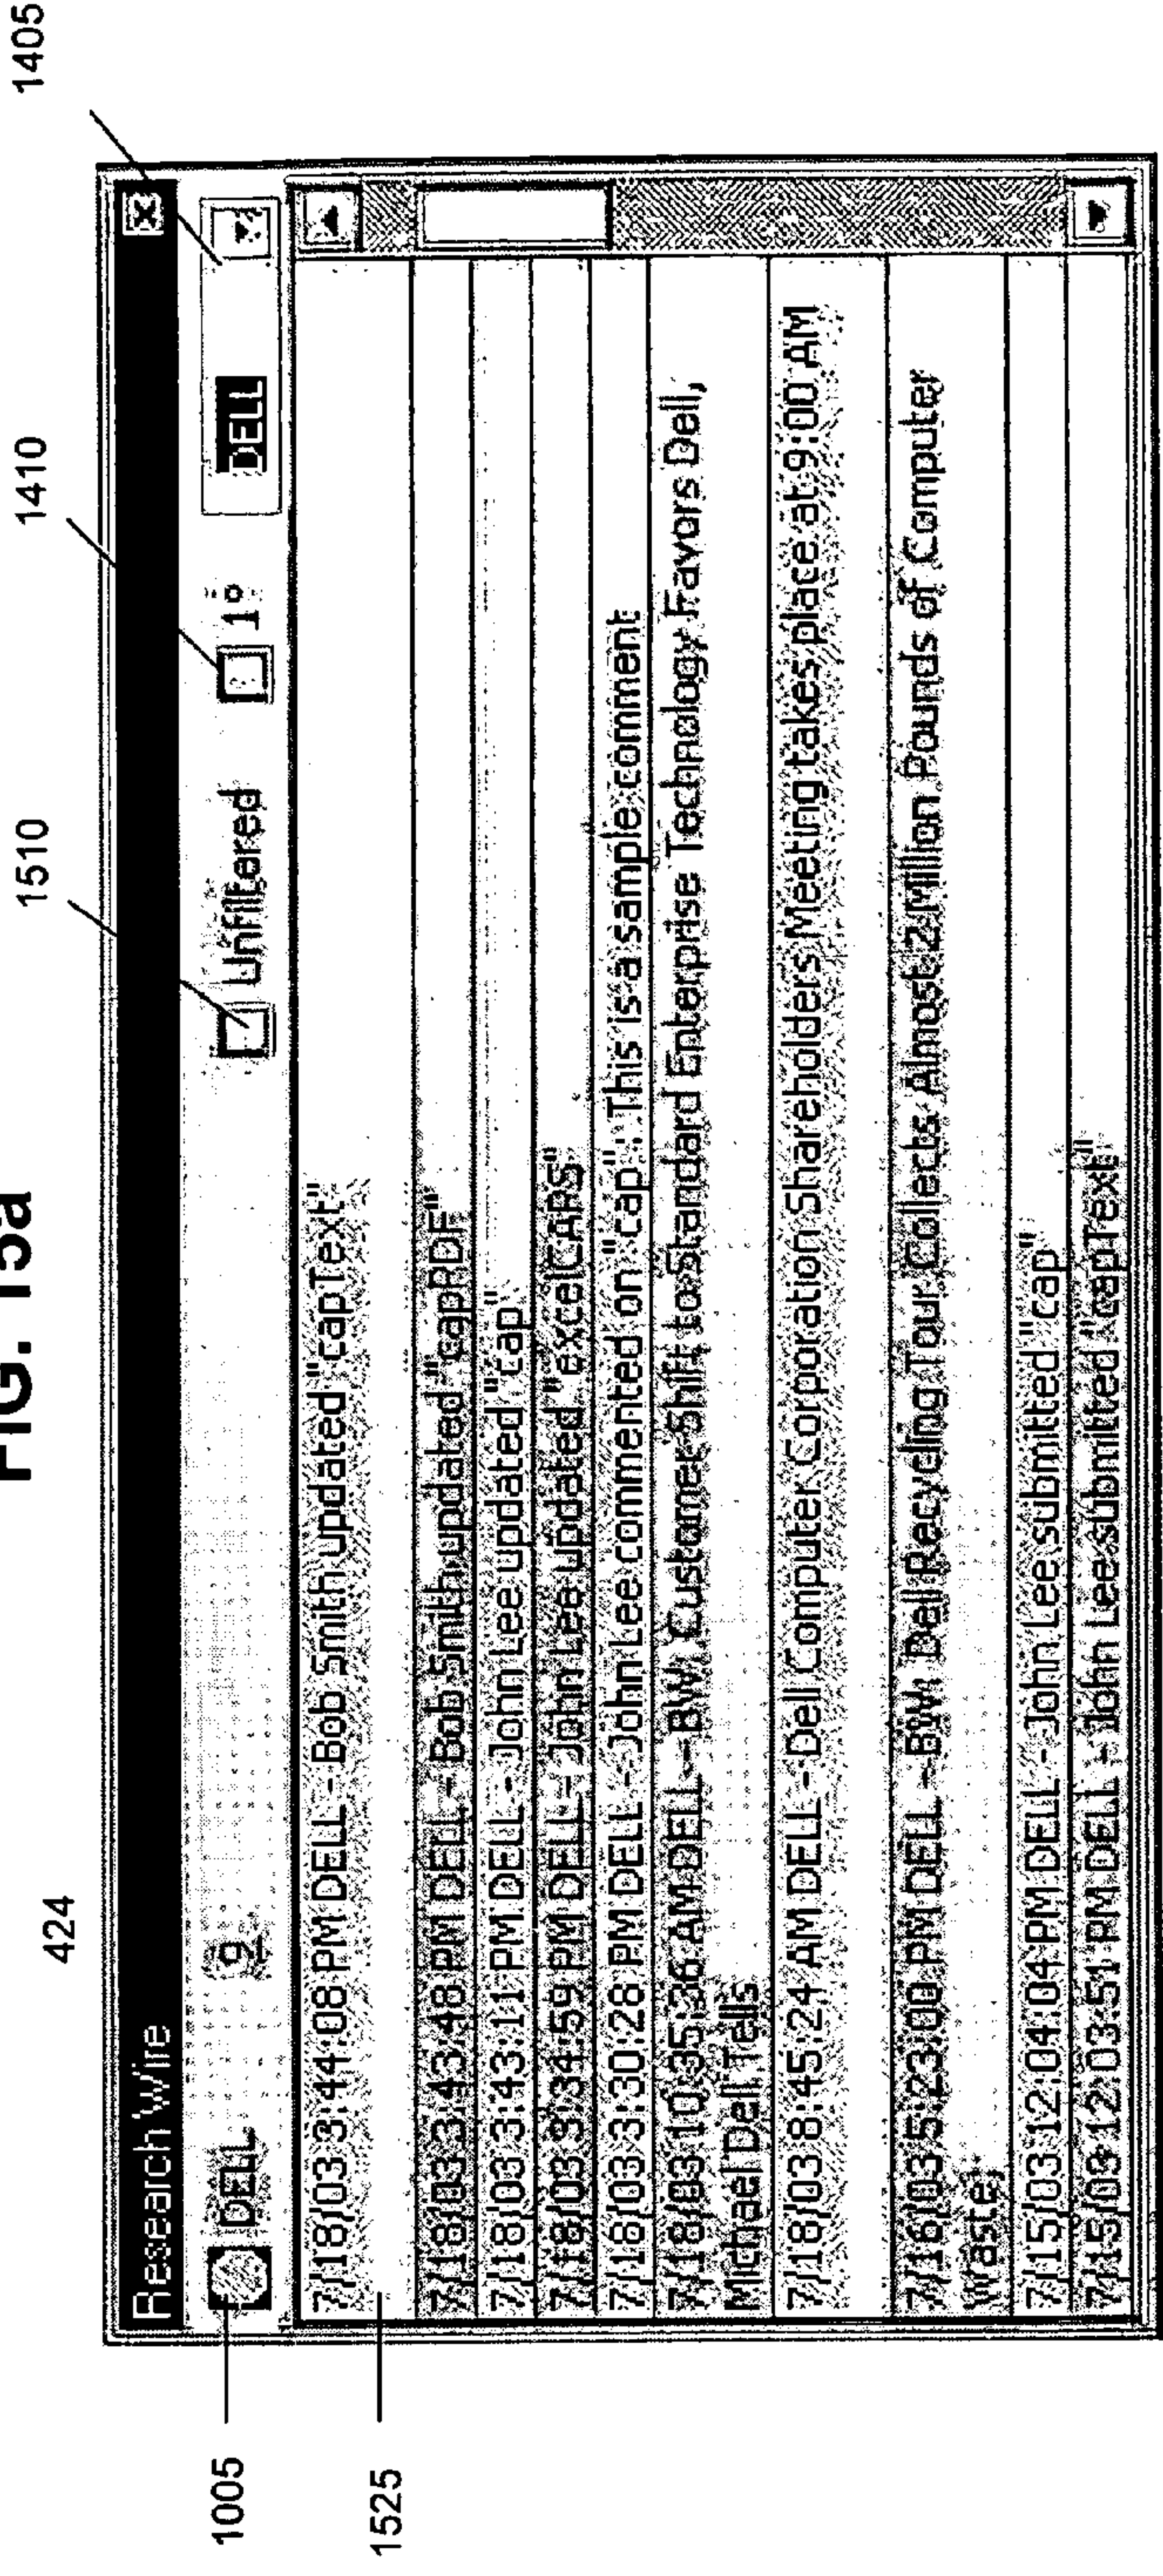 FIG. 15a
424
1510
1410
1405
Research Wire
1005
DELL 9
Unfiltered
1°
DELL
1525
7/18/03 3:44:08 PM DELL - Bob Smith updated "capText"
7/18/03 3:43:48 PM DELL - Bob Smith updated "capPDF"
7/18/03 3:43:11 PM DELL - John Lee updated "cap"
7/18/03 3:34:59 PM DELL - John Lee updated "excelCAPS"
7/18/03 3:30:28 PM DELL - John Lee commented on "cap": This is a sample comment
7/18/03 10:35:36 AM DELL - BW: Customer Shift to Standard Enterprise Technology Favors Dell,
Michael Dell Tells
7/18/03 8:45:24 AM DELL - Dell Computer Corporation Shareholders Meeting takes place at 9:00 AM
7/16/03 5:23:00 PM DELL - BW: Dell Recycling Tour Collects Almost 2 Million Pounds of Computer
Waste;
7/15/03 12:04:04 PM DELL - John Lee submitted "cap"
7/15/03 12:03:51 PM DELL - John Lee submitted "capText"